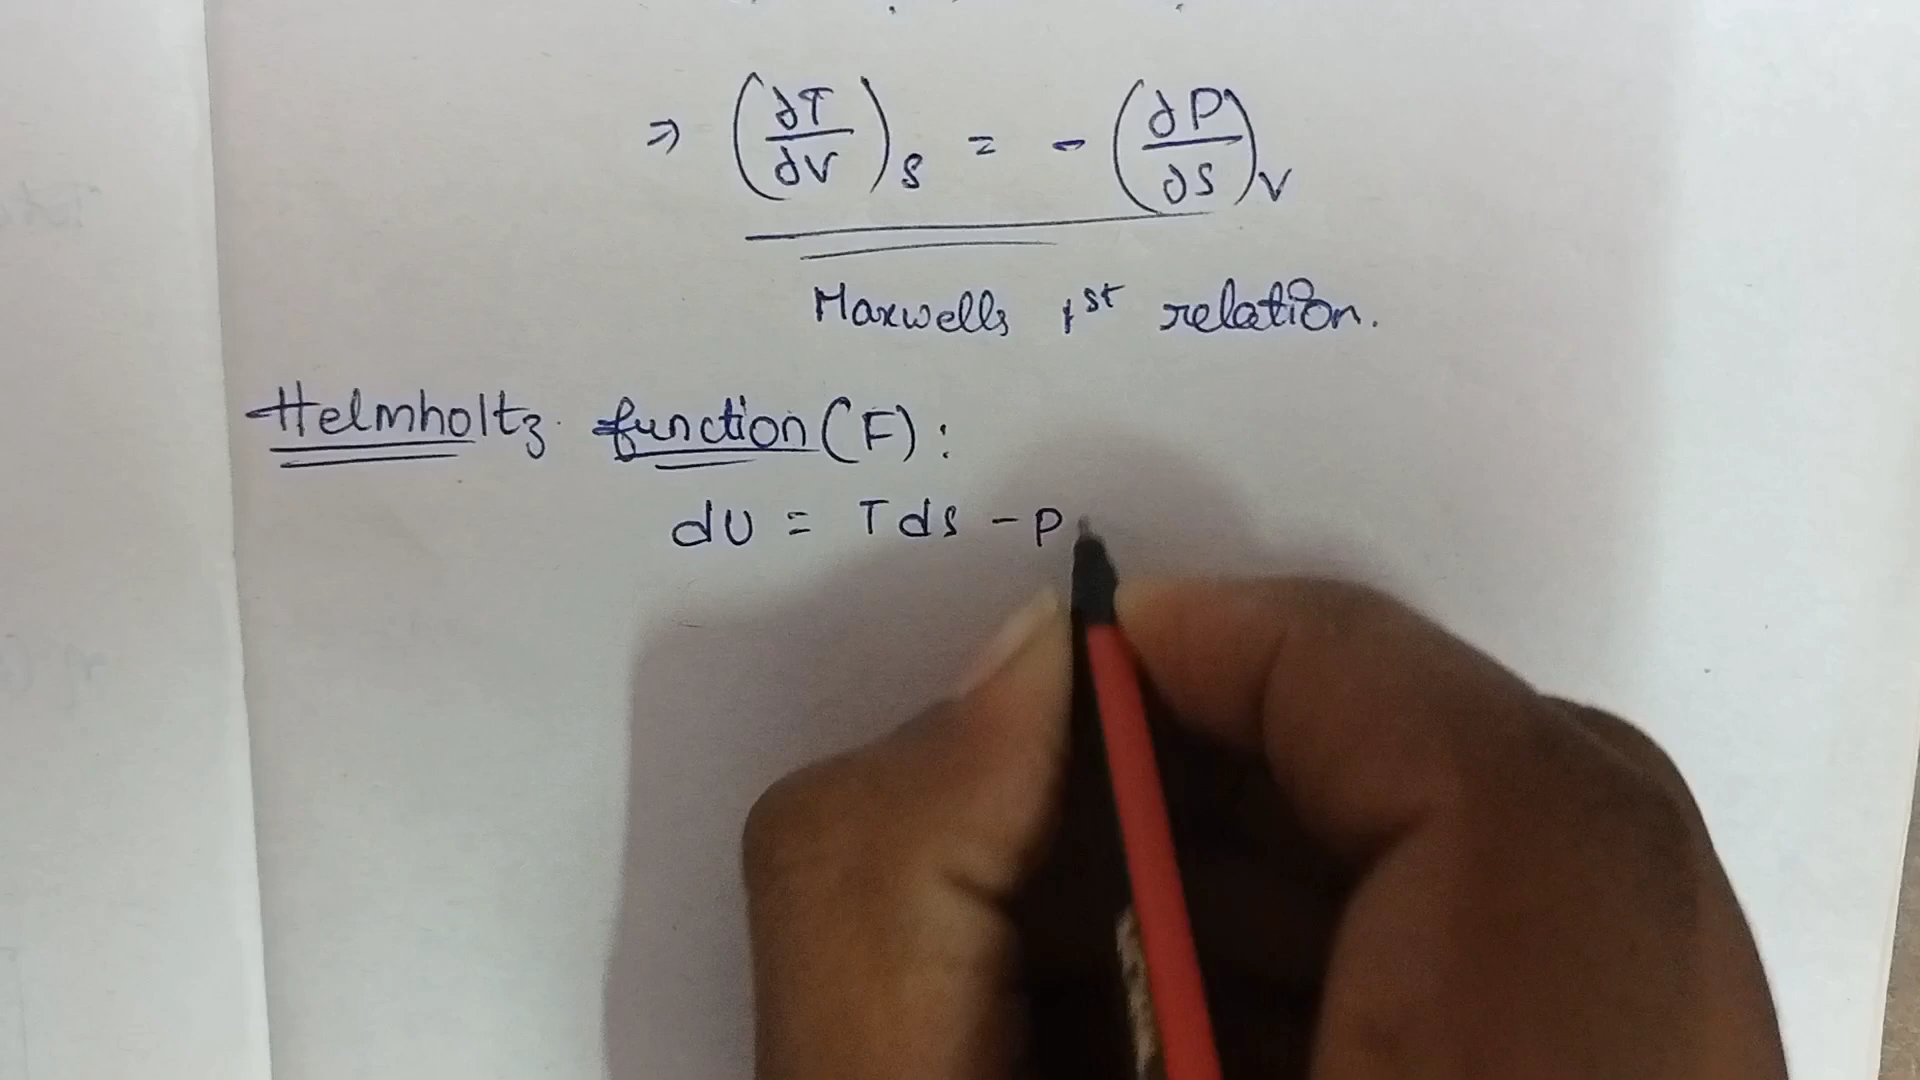 ⇒ (∂T/∂V)s = - (∂P/∂S)v
Maxwells 1st relation.
Helmholtz function (F) :
dU = Tds - P